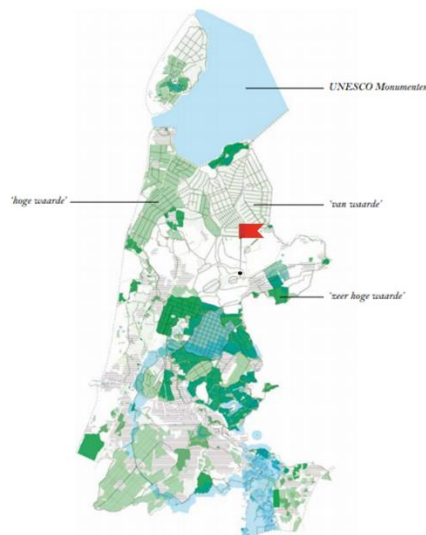 UNESCO Monumenten
'hoge waarde'
'van waarde'
'zeer hoge waarde'